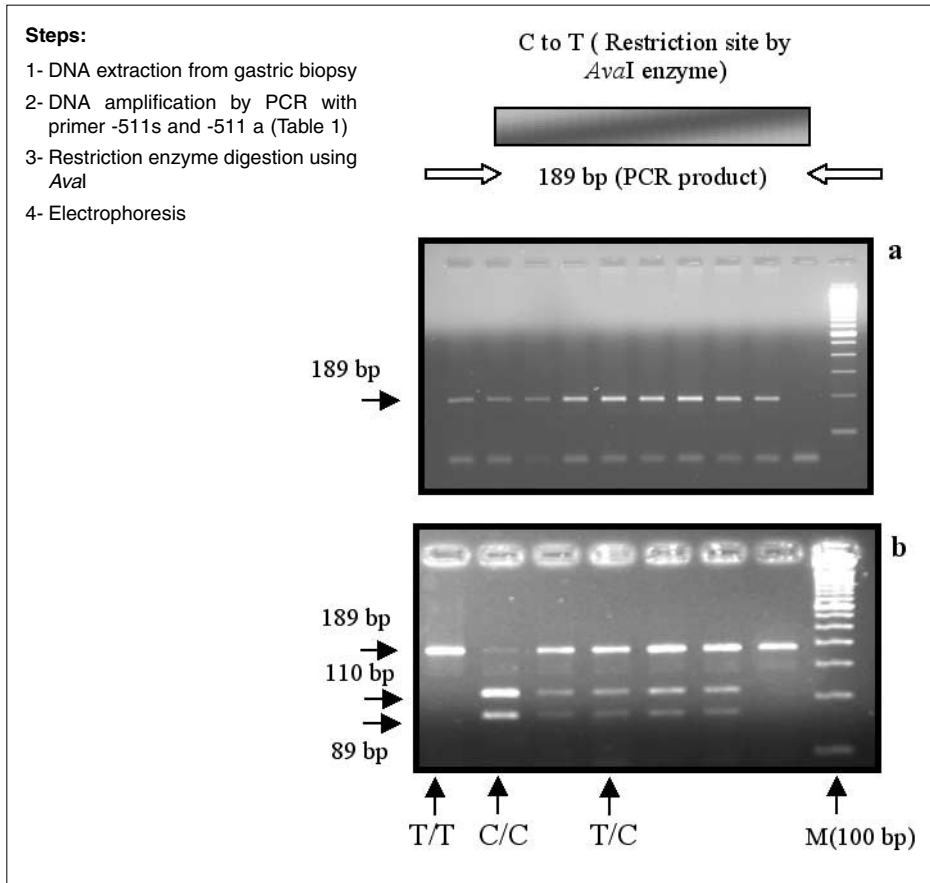 Steps:
1- DNA extraction from gastric biopsy
2- DNA amplification by PCR with
primer -511s and -511 a (Table 1)
3- Restriction enzyme digestion using
AvaI
4- Electrophoresis
C to T ( Restriction site by
AvaI enzyme)
189 bp (PCR product)
a
189 bp
b
189 bp
110 bp
89 bp
T/T C/C T/C M(100 bp)